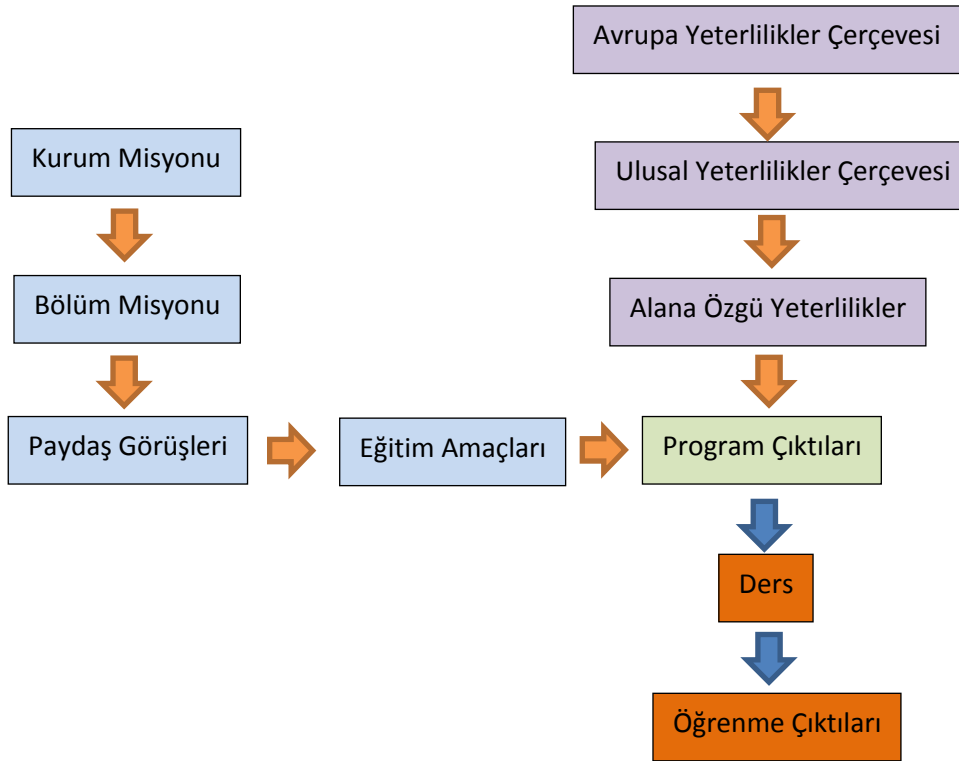 Avrupa Yeterlilikler Çerçevesi
Kurum Misyonu
Ulusal Yeterlilikler Çerçevesi
Bölüm Misyonu
Alana Özgü Yeterlilikler
Paydaş Görüşleri
Eğitim Amaçları
Program Çıktıları
Ders
Öğrenme Çıktıları